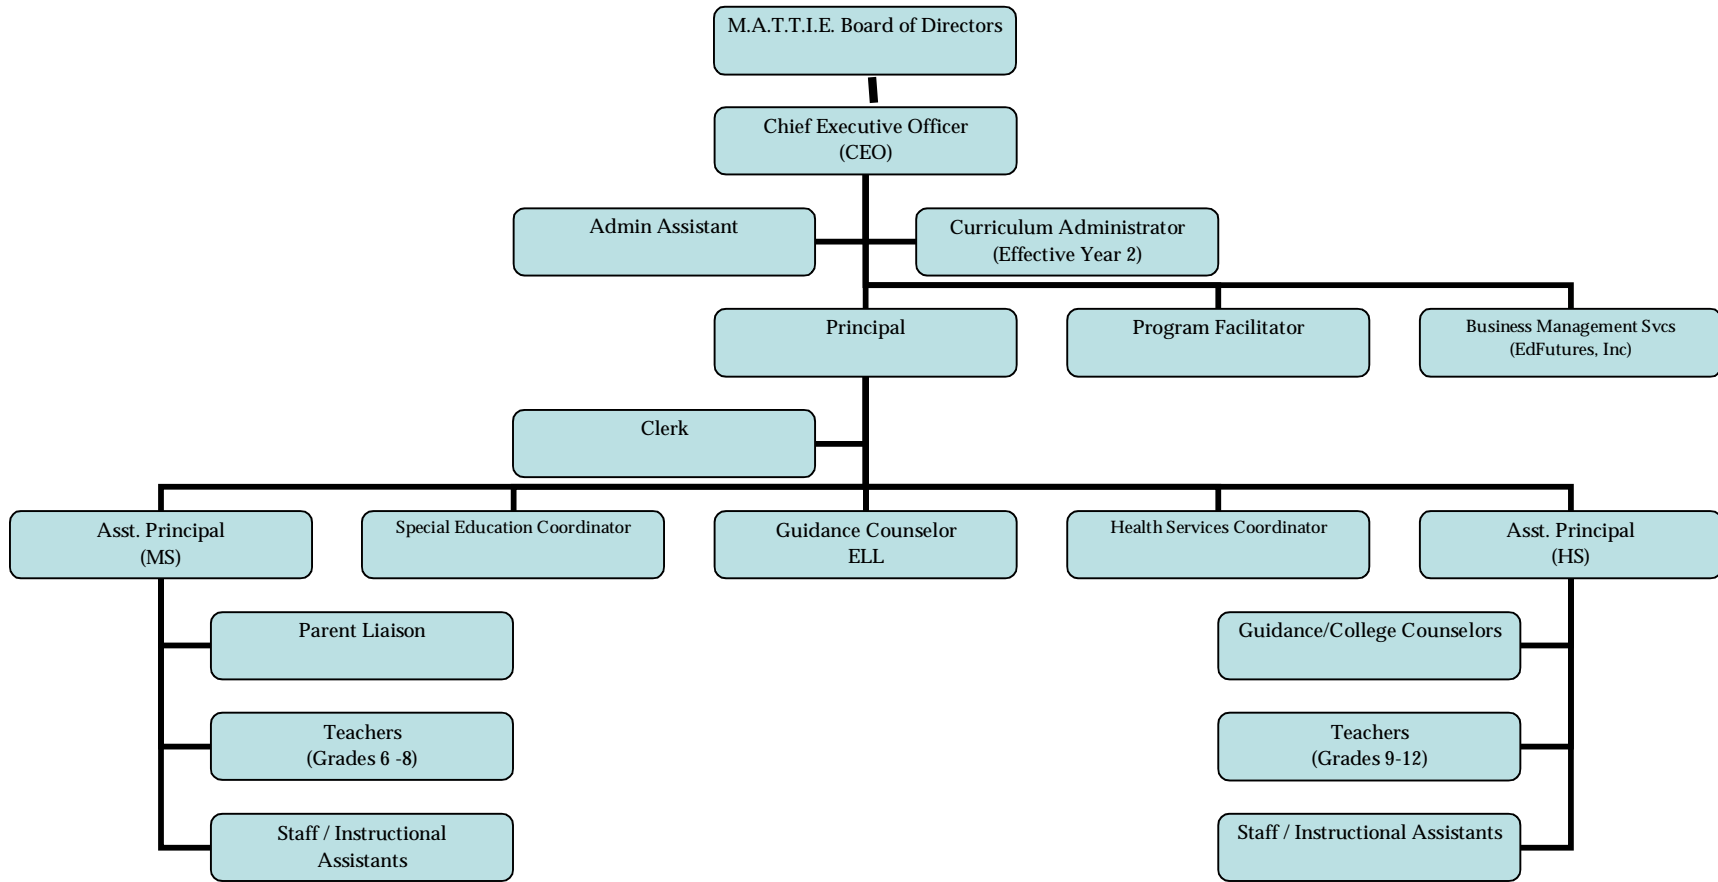 M.A.T.T.I.E. Board of Directors
Chief Executive Officer
(CEO)
Admin Assistant
Curriculum Administrator
(Effective Year 2)
Principal
Program Facilitator
Business Management Svcs
(EdFutures, Inc)
Clerk
Asst. Principal
(MS)
Special Education Coordinator
Guidance Counselor
ELL
Health Services Coordinator
Asst. Principal
(HS)
Parent Liaison
Guidance/College Counselors
Teachers
(Grades 6 -8)
Teachers
(Grades 9-12)
Staff / Instructional
Assistants
Staff / Instructional Assistants